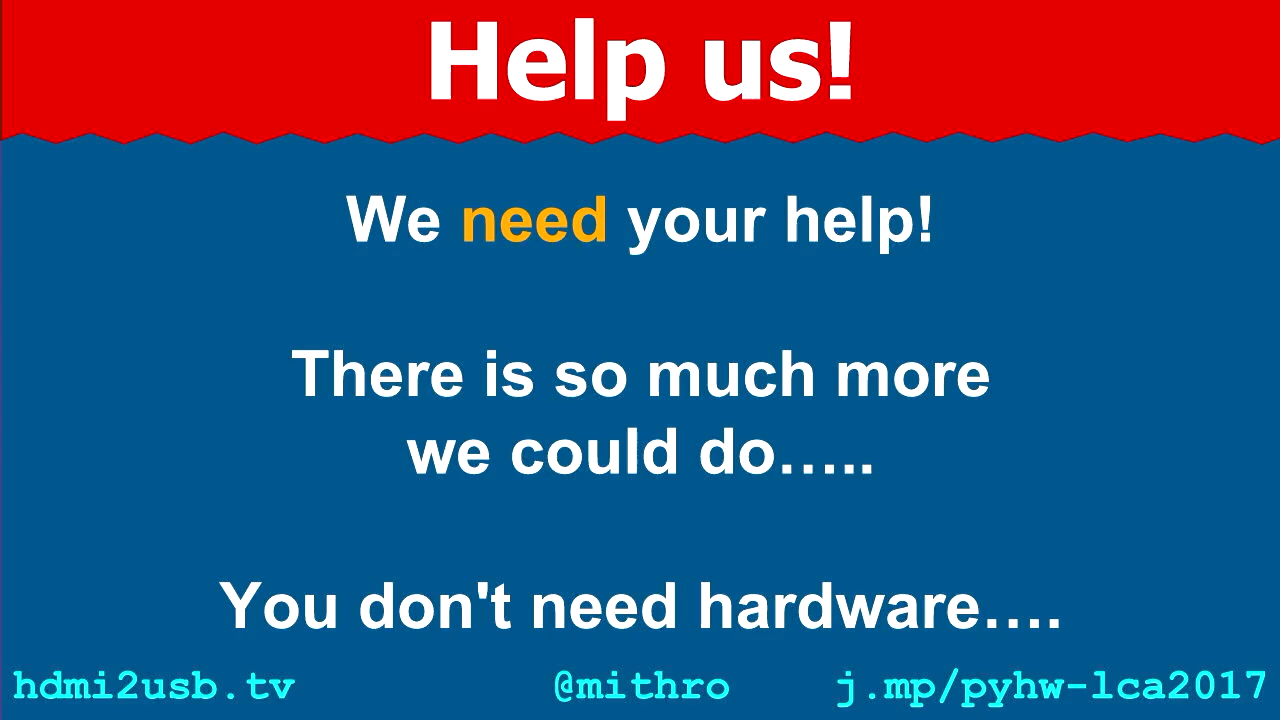 Help us!
We need your help!
There is so much more
we could do.....
You don't need hardware....
hdmi2usb.tv @mithro j.mp/pyhw-lca2017